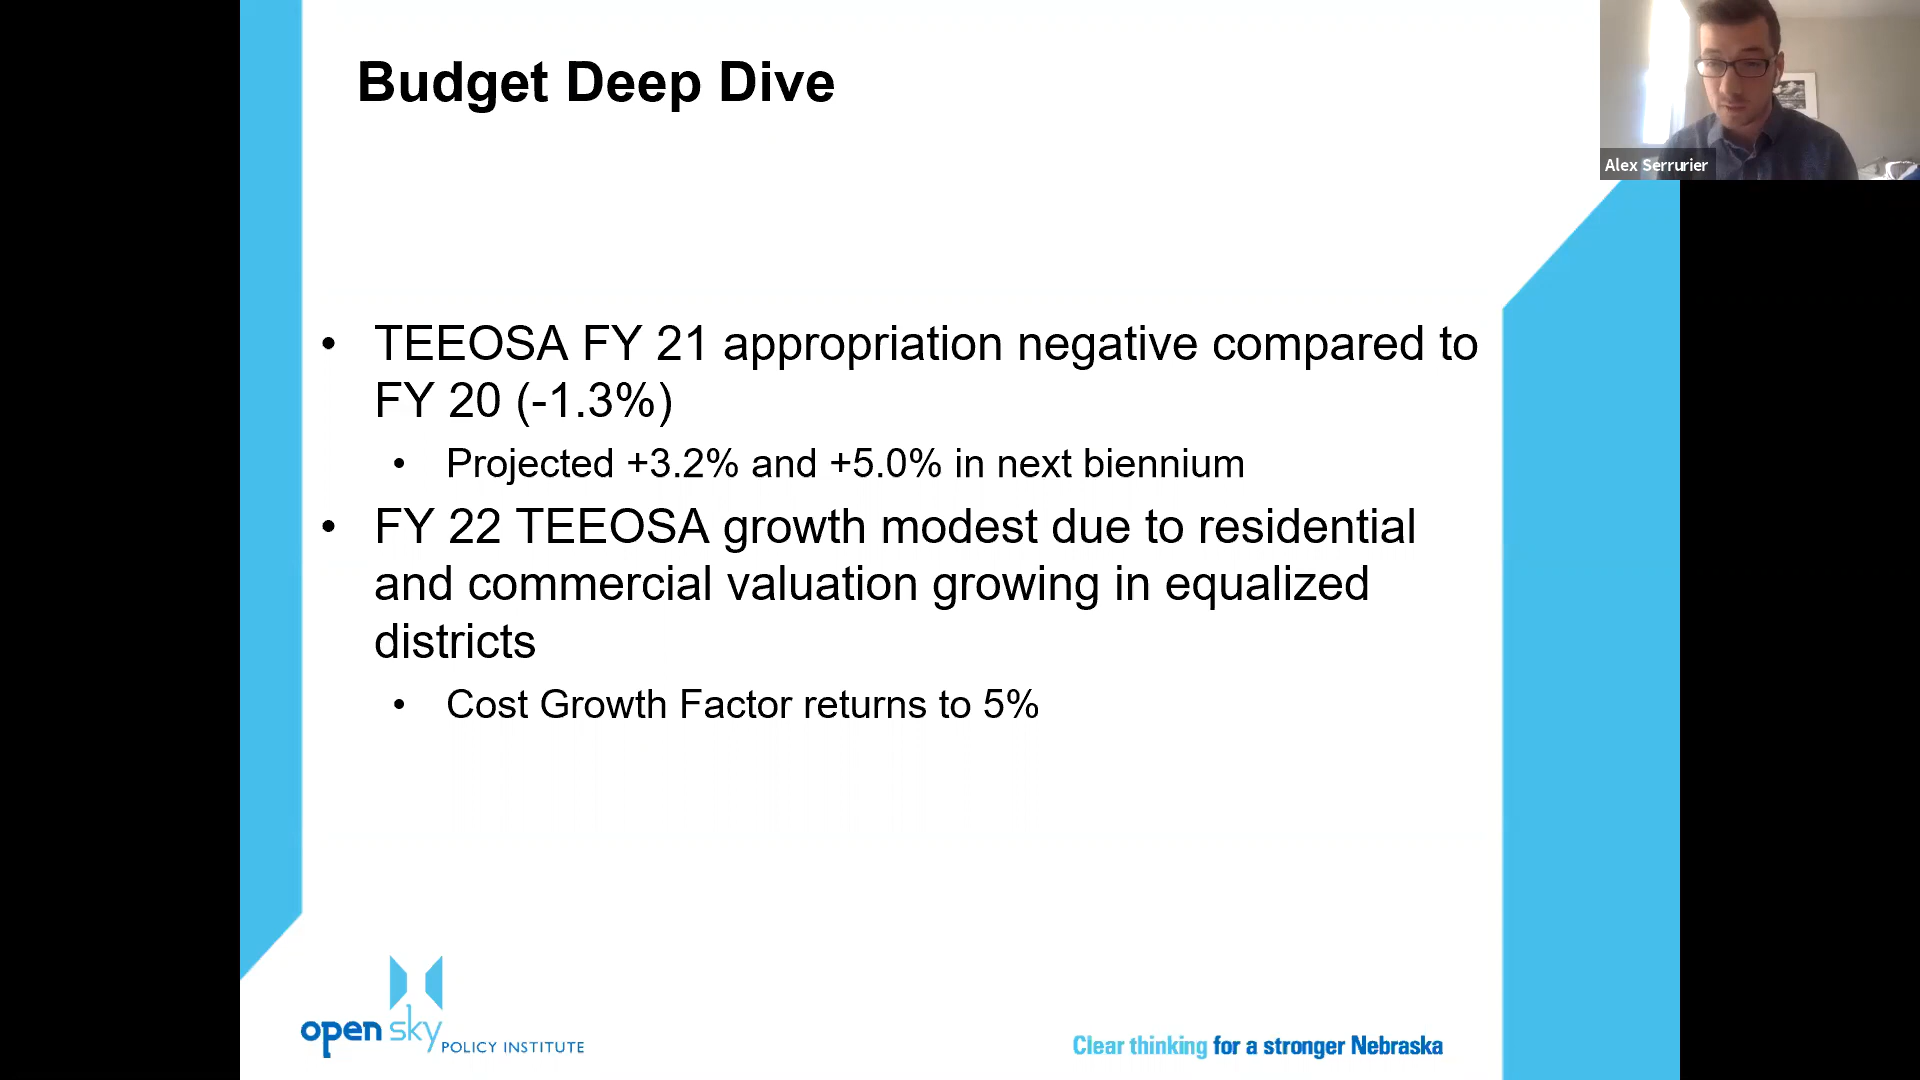 Budget Deep Dive
Alex Serrurier
• TEEOSA FY 21 appropriation negative compared to
FY 20 (-1.3%)
• Projected +3.2% and +5.0% in next biennium
• FY 22 TEEOSA growth modest due to residential
and commercial valuation growing in equalized
districts
• Cost Growth Factor returns to 5%
open sky
POLICY INSTITUTE
Clear thinking for a stronger Nebraska